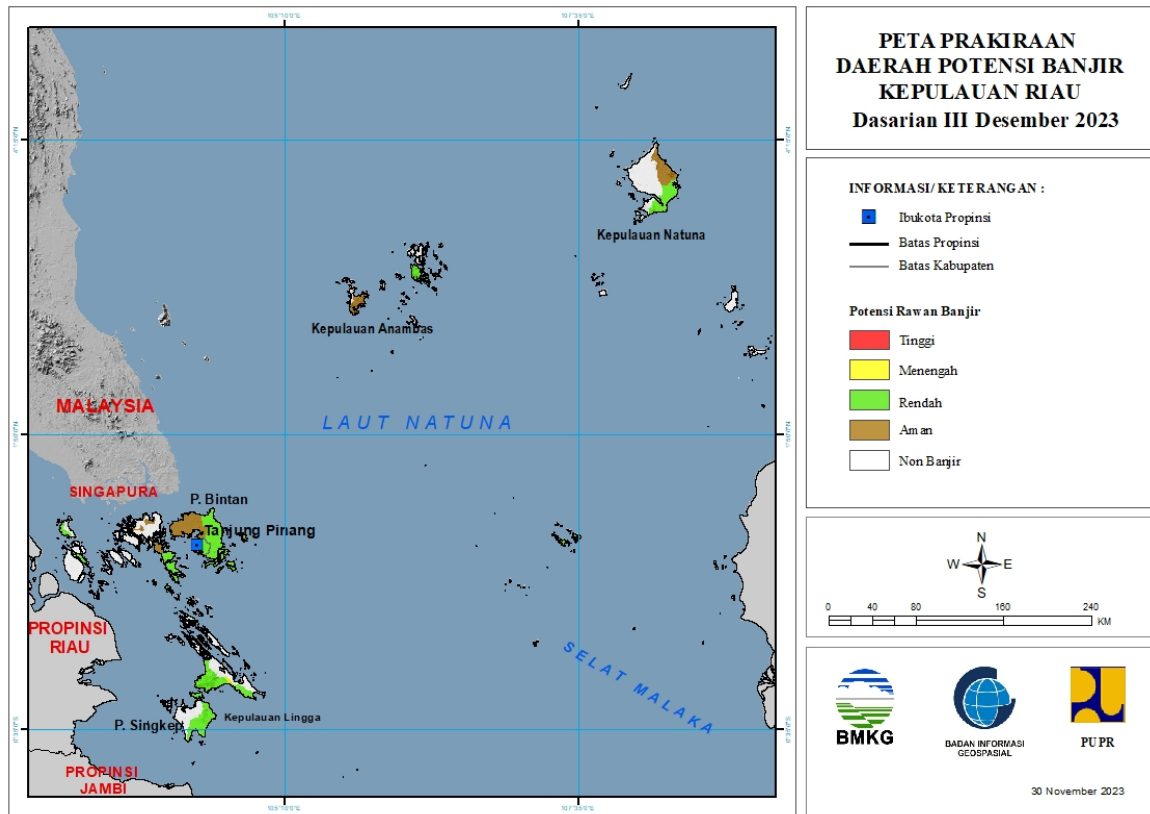 PETA PRAKIRAAN
DAERAH POTENSI BANJIR
KEPULAUAN RIAU
Dasarian III Desember 2023
INFORMASI/ KETERANGAN :
Ibukota Propinsi
Batas Propinsi
Batas Kabupaten
Potensi Rawan Banjir
Tinggi
Menengah
Rendah
Aman
Non Banjir
N
W E
S
0 40 80 160 240
KM
BMKG
BADAN INFORMASI
GEOSPASIAL
PUPR
30 November 2023
Kepulauan Natuna
Kepulauan Anambas
MALAYSIA
LAUT NATUNA
SINGAPURA
P. Bintan
Tanjung Pinang
PROPINSI
RIAU
SELAT MALAKA
P. Singkep
Kepulauan Lingga
PROPINSI
JAMBI